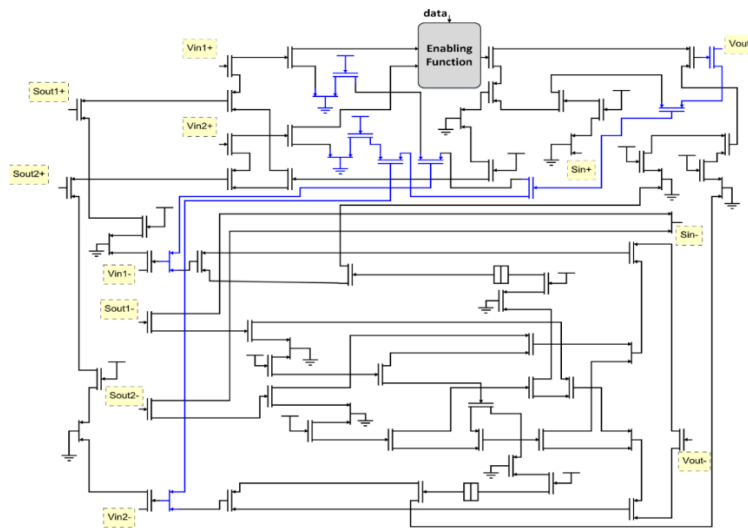 data
Vin1+
Enabling
Function
Vout
Sout1+
Vin2+
Sout2+
Sin+
Sin-
Vin1-
Sout1-
Sout2-
Vout-
Vin2-